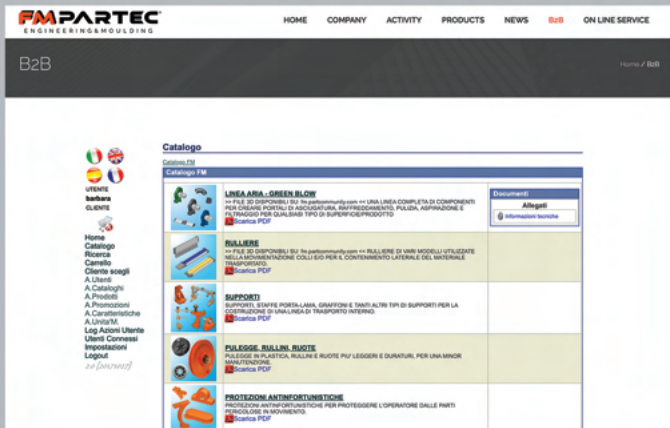 FMPARTEC
ENGINEERING&MOULDING
HOME COMPANY ACTIVITY PRODUCTS NEWS B2B ON LINE SERVICE
B2B
Home / B2B
Catalogo
Catalogo FM
Catalogo FM
UTENTE
barbara
CLIENTE
Home
Catalogo
Ricerca
Carrello
Cliente scegli
A.Utenti
A.Cataloghi
A.Prodotti
A.Promozioni
A.Caratteristiche
A.Unita'M.
Log Azioni Utente
Utenti Connessi
Impostazioni
Logout
LINEA ARIA - GREEN BLOW
>> FILE 3D DISPONIBILI SU: fm.partcommunity.com << UNA LINEA COMPLETA DI COMPONENTI
PER CREARE PORTALI DI ASCIUGATURA, RAFFREDDAMENTO, PULIZIA, ASPIRAZIONE E
FILTRAGGIO PER QUALSIASI TIPO DI SUPERFICIE/PRODOTTO
Scarica PDF
Documenti
Allegati
Informazioni tecniche
RULLIERE
>> FILE 3D DISPONIBILI SU: fm.partcommunity.com << RULLIERE DI VARI MODELLI UTILIZZATE
NELLA MOVIMENTAZIONE COLLI E/O PER IL CONTENIMENTO LATERALE DEL MATERIALE
TRASPORTATO.
Scarica PDF
SUPPORTI
SUPPORTI, STAFFE PORTA-LAMA, GRAFFONI E TANTI ALTRI TIPI DI SUPPORTI PER LA
COSTRUZIONE DI UNA LINEA DI TRASPORTO INTERNO.
Scarica PDF
PULEGGE, RULLINI, RUOTE
PULEGGE IN PLASTICA, RULLINI E RUOTE PIU' LEGGERI E DURATURI, PER UNA MINOR
MANUTENZIONE.
Scarica PDF
PROTEZIONI ANTINFORTUNISTICHE
PROTEZIONI ANTINFORTUNISTICHE PER PROTEGGERE L'OPERATORE DALLE PARTI
PERICOLOSE IN MOVIMENTO.
Scarica PDF